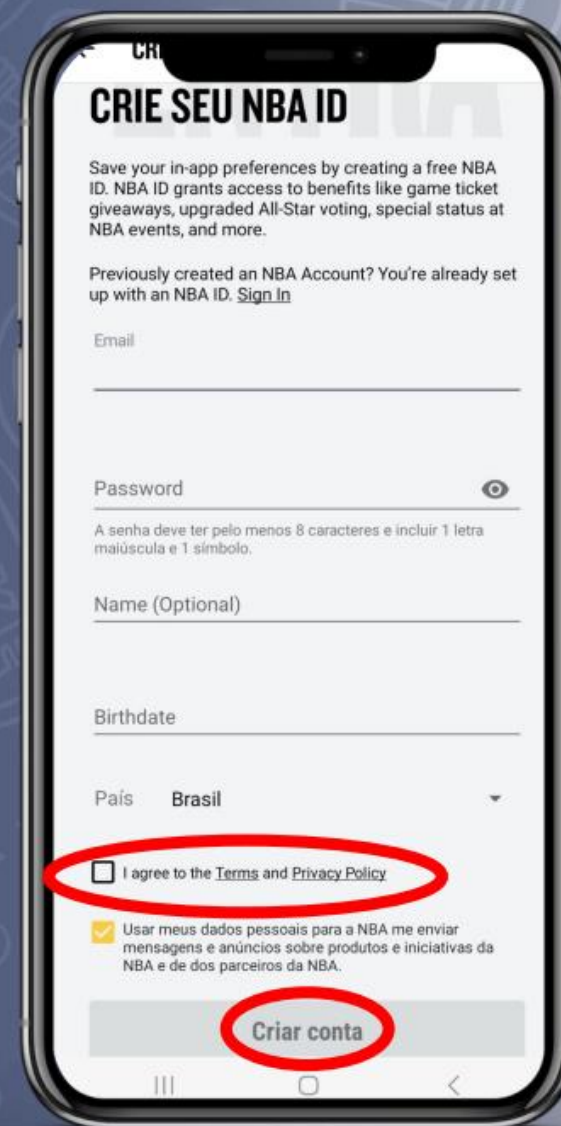 CRI
CRIE SEU NBA ID
Save your in-app preferences by creating a free NBA
ID. NBA ID grants access to benefits like game ticket
giveaways, upgraded All-Star voting, special status at
NBA events, and more.
Previously created an NBA Account? You're already set
up with an NBA ID. Sign In
Email
Password
A senha deve ter pelo menos 8 caracteres e incluir 1 letra
maiúscula e 1 símbolo.
Name (Optional)
Birthdate
País Brasil
I agree to the Terms and Privacy Policy
Usar meus dados pessoais para a NBA me enviar
mensagens e anúncios sobre produtos e iniciativas da
NBA e de dos parceiros da NBA.
Criar conta